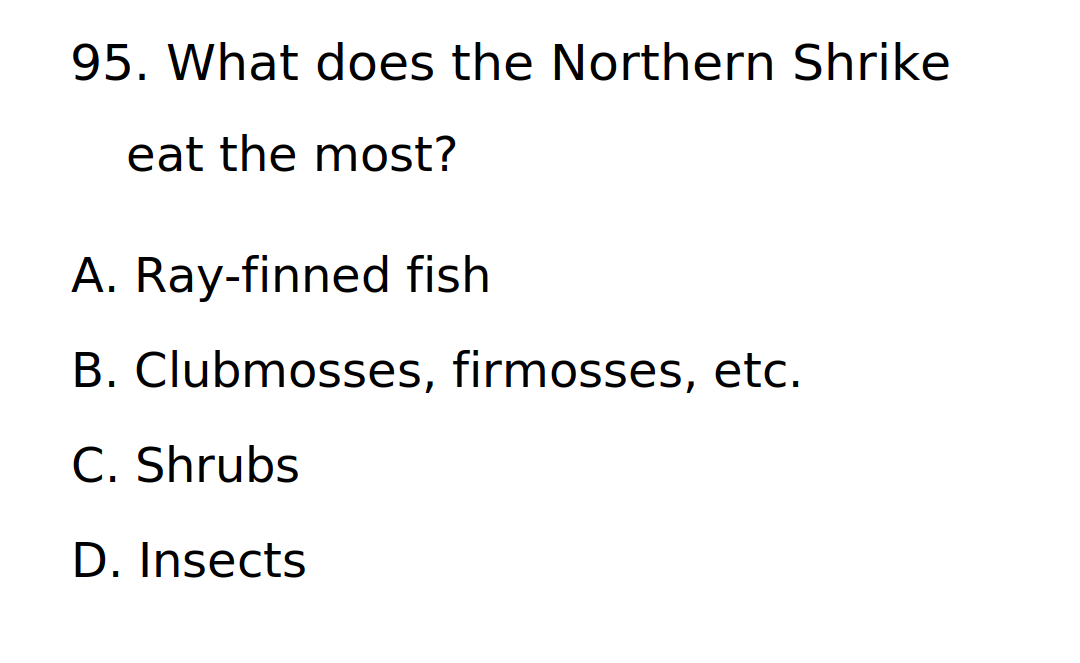 95. What does the Northern Shrike
eat the most?
A. Ray-finned fish
B. Clubmosses, firmosses, etc.
C. Shrubs
D. Insects